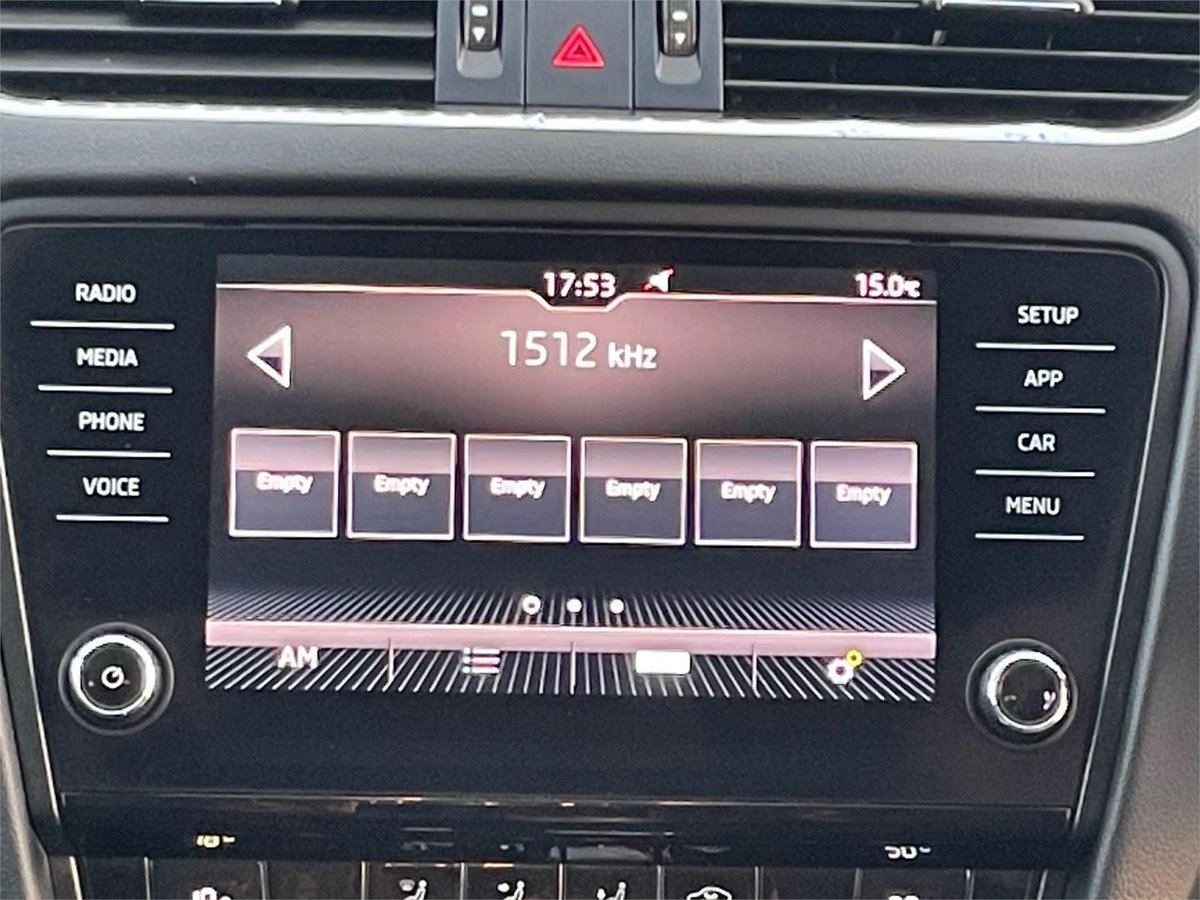 17:53 15.0°C
1512 kHz
Empty Empty Empty Empty Empty Empty
AM
RADIO
MEDIA
PHONE
VOICE
SETUP
APP
CAR
MENU